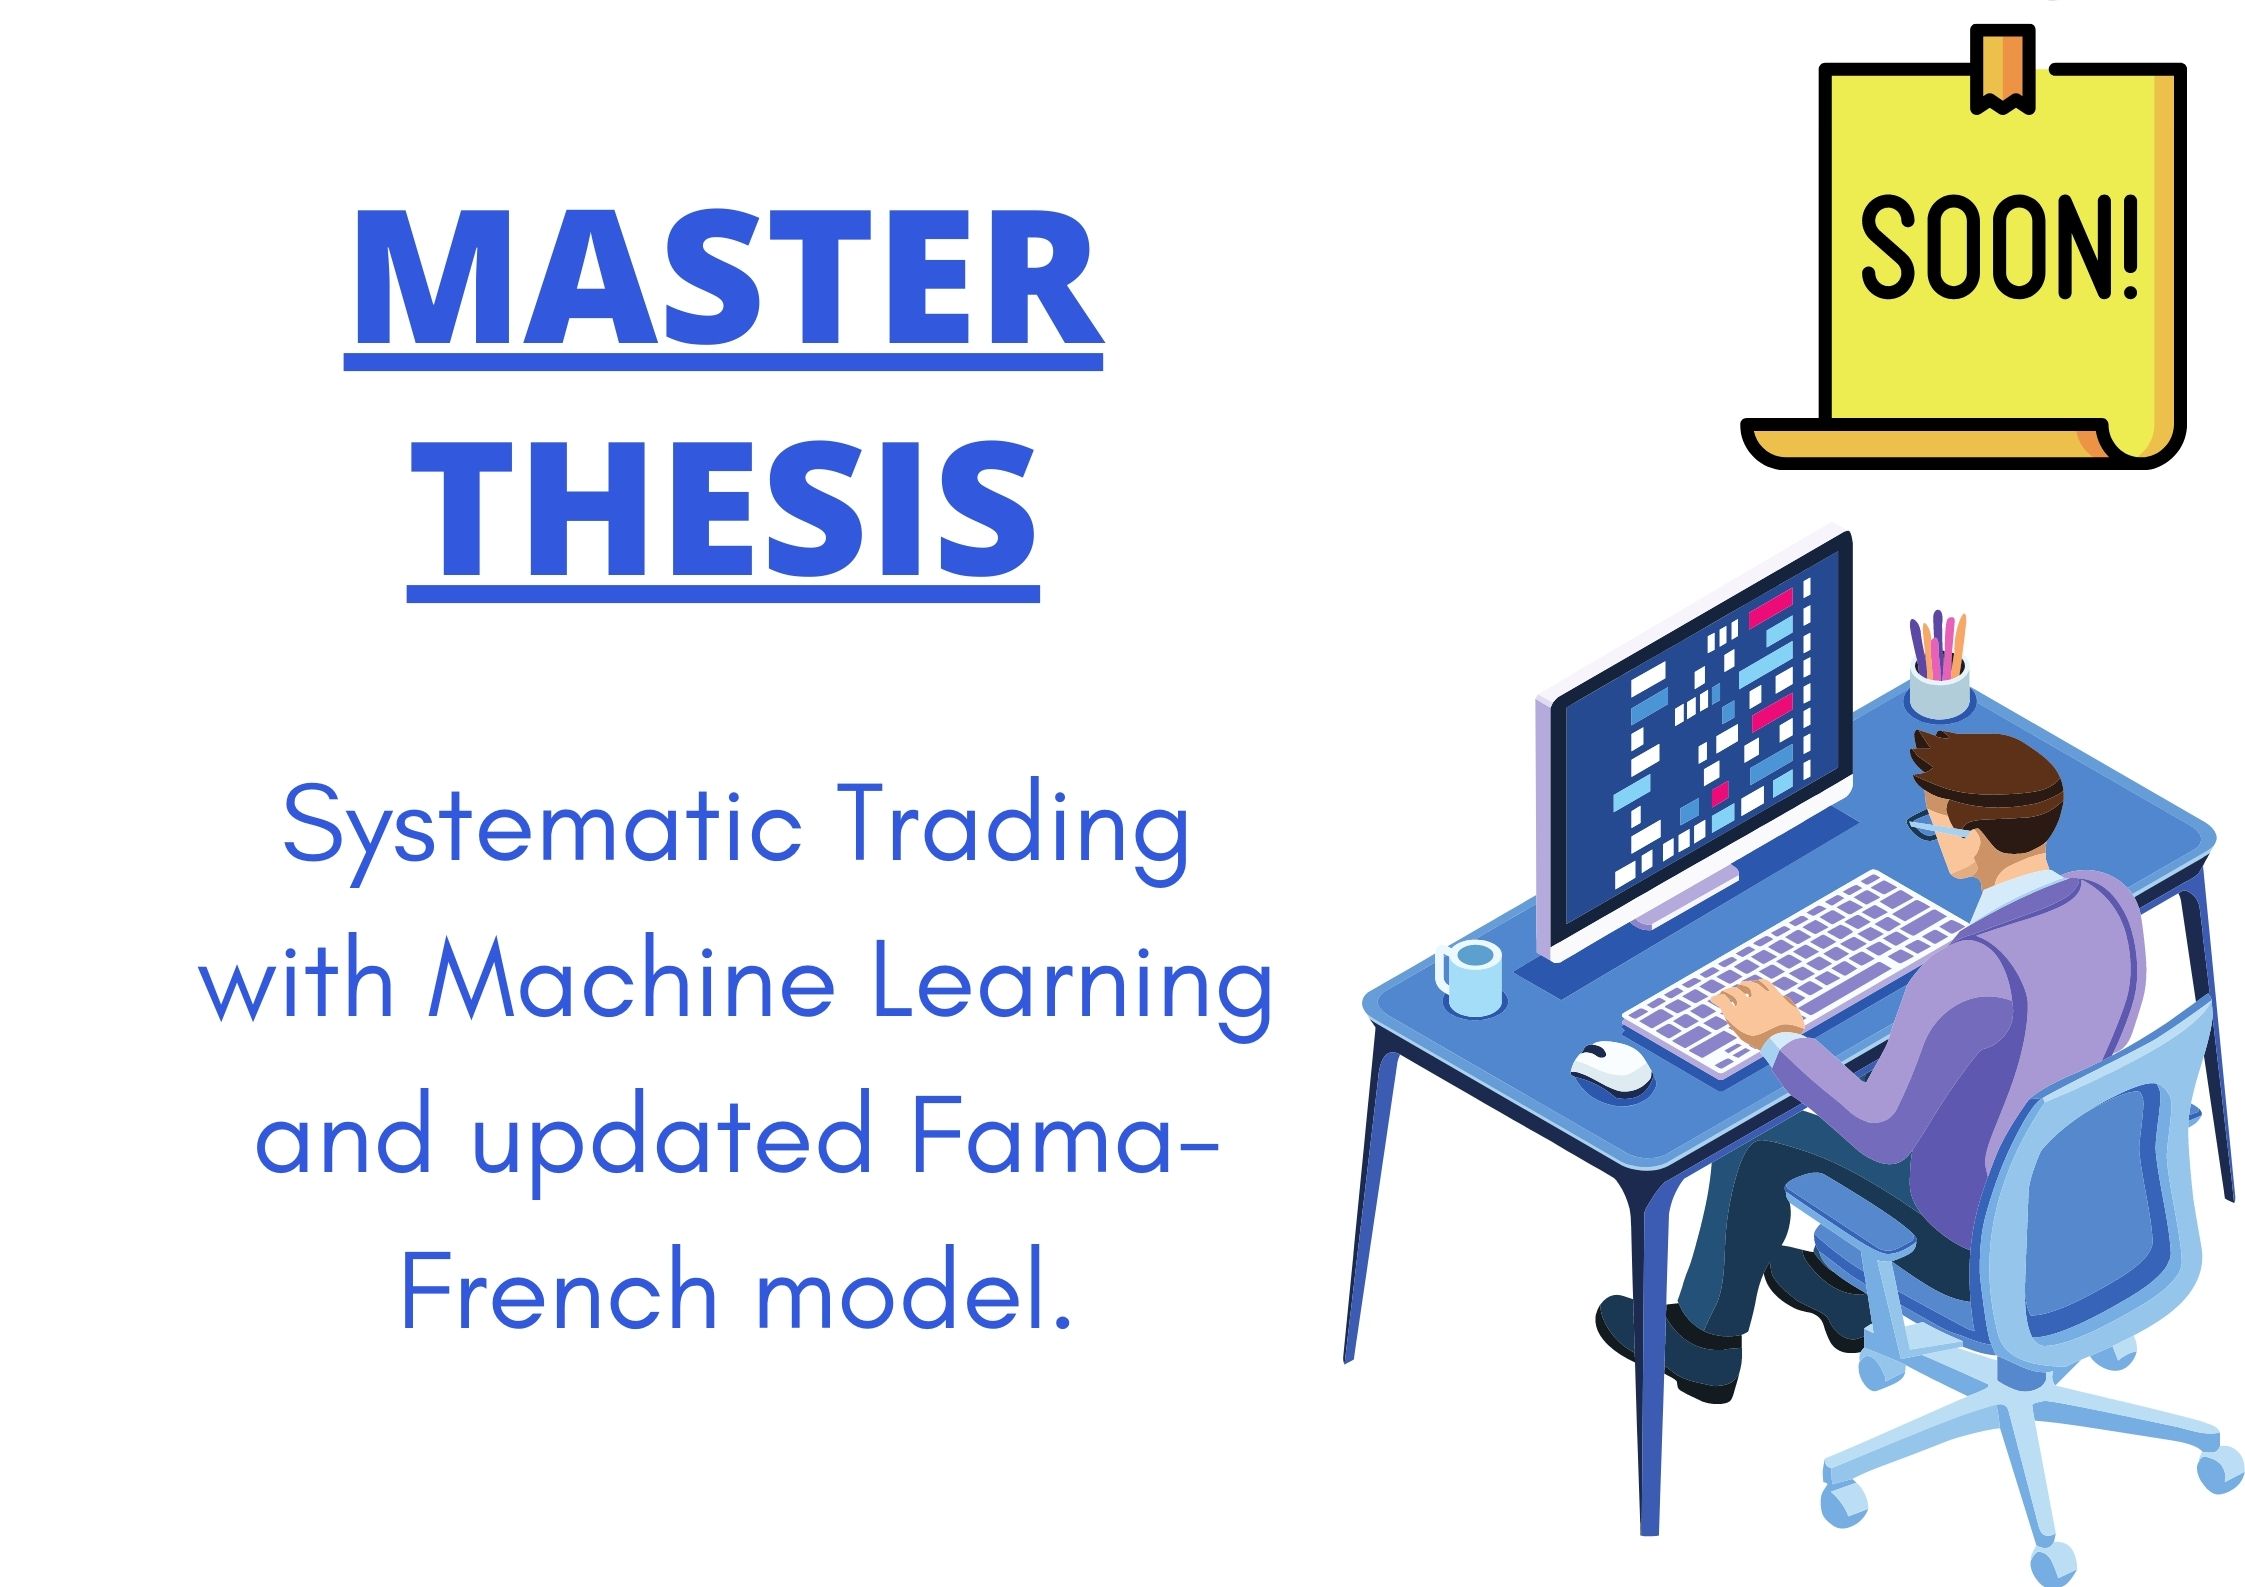 MASTER
THESIS
SOON!
Systematic Trading
with Machine Learning
and updated Fama-
French model.